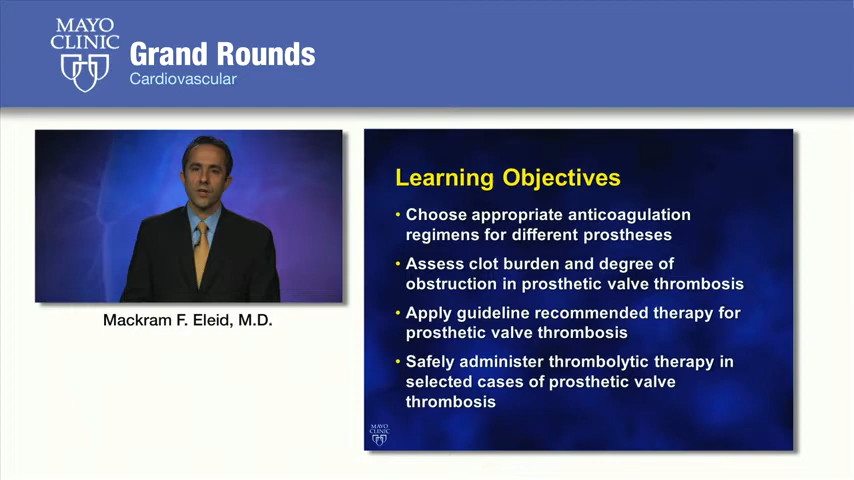 MAYO
CLINIC
Grand Rounds
Cardiovascular
Mackram F. Eleid, M.D.
Learning Objectives
• Choose appropriate anticoagulation
regimens for different prostheses
• Assess clot burden and degree of
obstruction in prosthetic valve thrombosis
• Apply guideline recommended therapy for
prosthetic valve thrombosis
• Safely administer thrombolytic therapy in
selected cases of prosthetic valve
thrombosis
MAYO
CLINIC